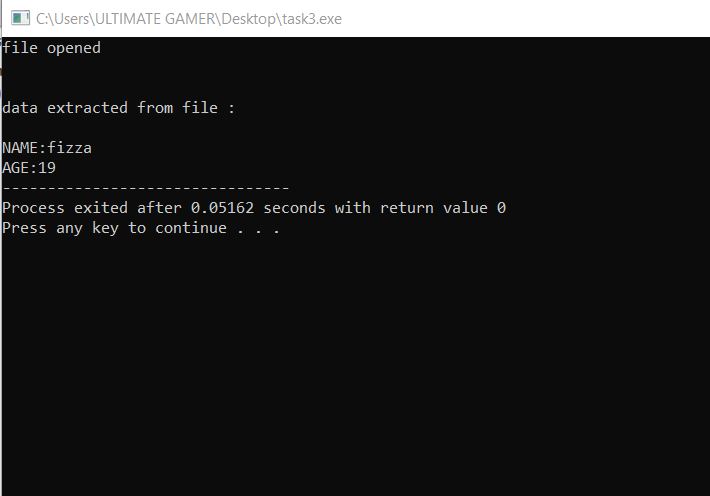 C:\Users\ULTIMATE GAMER\Desktop\task3.exe
file opened
data extracted from file :
NAME:fizza
AGE:19
--------------------------------
Process exited after 0.05162 seconds with return value 0
Press any key to continue . . .